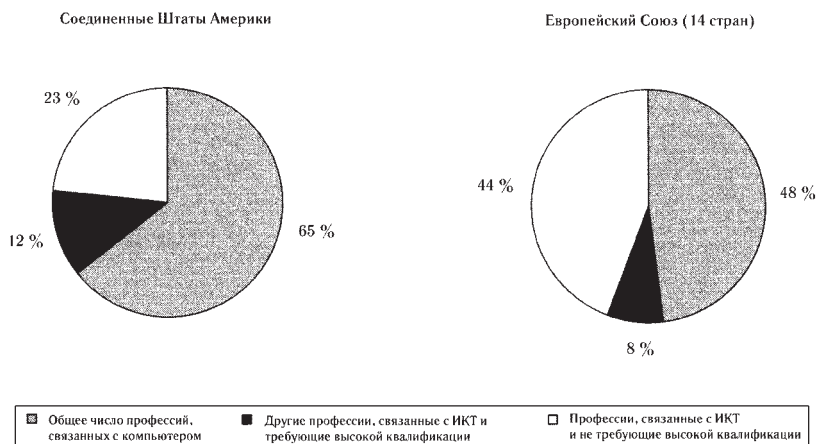 Соединенные Штаты Америки
Европейский Союз (14 стран)
23 %
12 %
65 %
44 %
48 %
8 %
Общее число профессий,
связанных с компьютером
Другие профессии, связанные с ИКТ и
требующие высокой квалификации
Профессии, связанные с ИКТ
и не требующие высокой квалификации